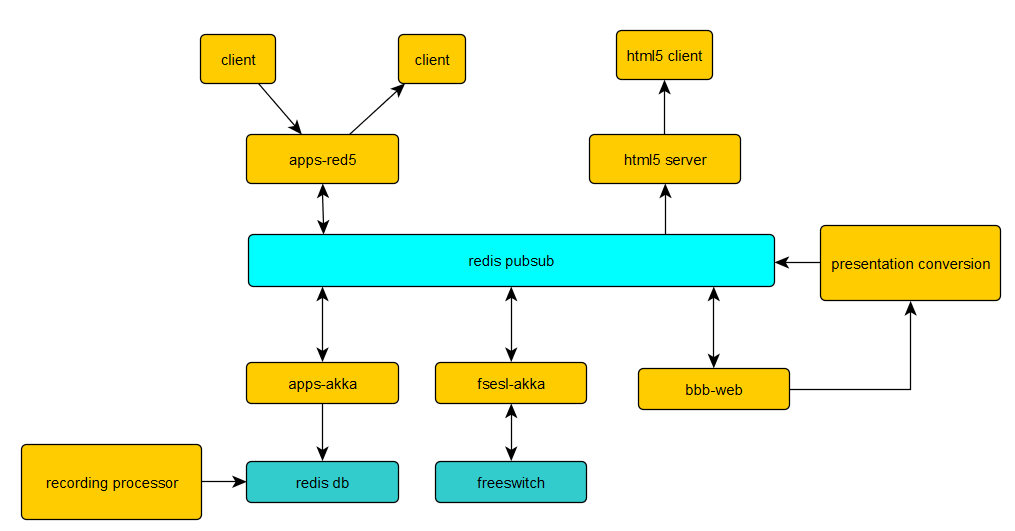 client
client
html5 client
apps-red5
html5 server
redis pubsub
presentation conversion
apps-akka
fsesl-akka
bbb-web
recording processor
redis db
freeswitch